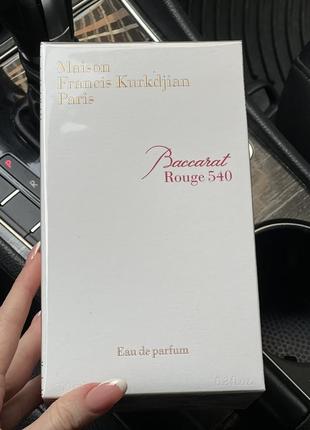 Maison
Francis Kurkdjian
Paris
Baccarat
Rouge 540
Eau de parfum